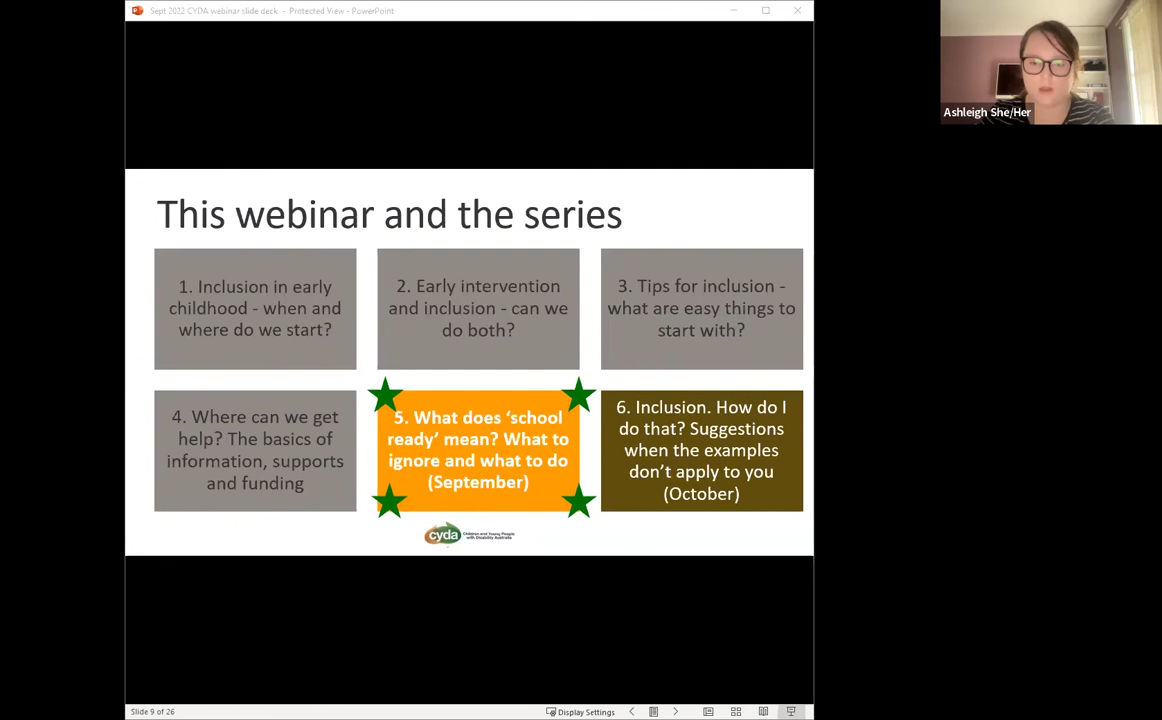 Sept 2022 CYDA webinar slide deck - Protected View - PowerPoint
Ashleigh She/Her
This webinar and the series
1. Inclusion in early
childhood - when and
where do we start?
2. Early intervention
and inclusion - can we
do both?
3. Tips for inclusion -
what are easy things to
start with?
4. Where can we get
help? The basics of
information, supports
and funding
5. What does ‘school
ready’ mean? What to
ignore and what to do
(September)
6. Inclusion. How do I
do that? Suggestions
when the examples
don’t apply to you
(October)
cyda
Children and Young People
with Disability Australia
Slide 9 of 26
Display Settings